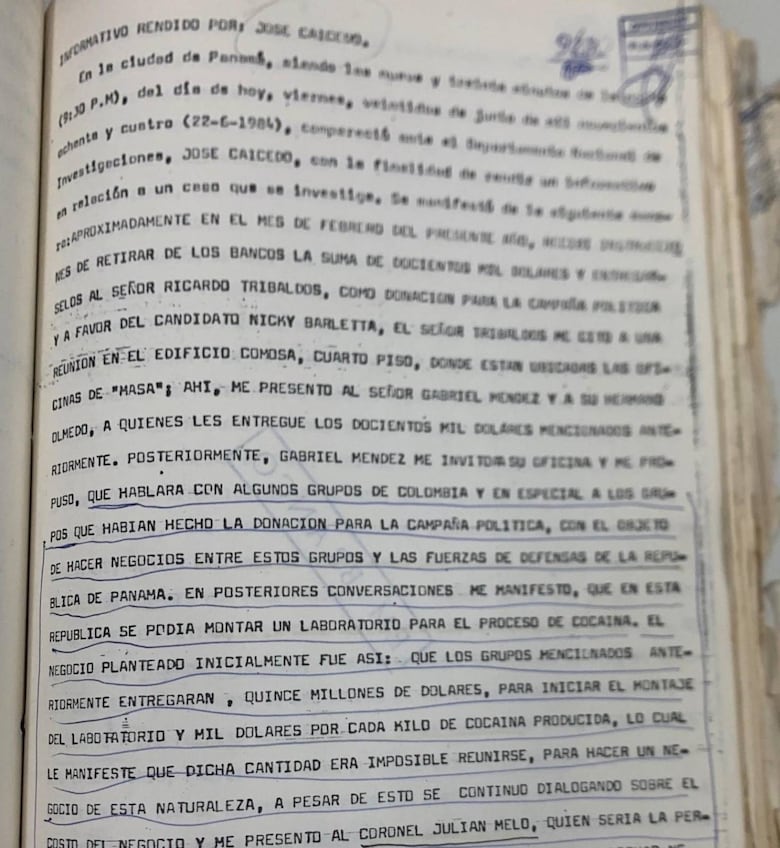 INFORMATIVO RENDIDO POR: JOSE CAICEDO.
En la ciudad de Panamá, siendo las nueve y treinta minutos de
(9:30 P.M), del día de hoy, viernes, veintidos de junio de mil novecientos
ochenta y cuatro (22-6-1984), compareció ante el Departamento Nacional de
Investigaciones, JOSE CAICEDO, con la finalidad de rendir un informativo
en relación a un caso que se investiga. Se manifestó de la siguiente mane-
ra:APROXIMADAMENTE EN EL MES DE FEBRERO DEL PRESENTE AÑO,
NES DE RETIRAR DE LOS BANCOS LA SUMA DE DOCIENTOS MIL DOLARES Y ENTREGAR-
SELOS AL SEÑOR RICARDO TRIBALDOS, COMO DONACION PARA LA CAMPAÑA POLITICA
Y A FAVOR DEL CANDIDATO NICKY BARLETTA, EL SEÑOR TRIBALDOS ME CITO A UNA
REUNION EN EL EDIFICIO COMOSA, CUARTO PISO, DONDE ESTAN UBICADAS LAS OFI-
CINAS DE "MASA"; AHI, ME PRESENTO AL SEÑOR GABRIEL MENDEZ Y A SU HERMANO
OLMEDO, A QUIENES LES ENTREGUE LOS DOCIENTOS MIL DOLARES MENCIONADOS ANTE-
RIORMENTE. POSTERIORMENTE, GABRIEL MENDEZ ME INVITO A SU OFICINA Y ME PRO-
PUSO, QUE HABLARA CON ALGUNOS GRUPOS DE COLOMBIA Y EN ESPECIAL A LOS GRU-
POS QUE HABIAN HECHO LA DONACION PARA LA CAMPAÑA POLITICA, CON EL OBJETO
DE HACER NEGOCIOS ENTRE ESTOS GRUPOS Y LAS FUERZAS DE DEFENSAS DE LA REPU-
BLICA DE PANAMA. EN POSTERIORES CONVERSACIONES ME MANIFESTO, QUE EN ESTA
REPUBLICA SE PODIA MONTAR UN LABORATORIO PARA EL PROCESO DE COCAINA. EL
NEGOCIO PLANTEADO INICIALMENTE FUE ASI: QUE LOS GRUPOS MENCIONADOS ANTE-
RIORMENTE ENTREGARAN , QUINCE MILLONES DE DOLARES, PARA INICIAR EL MONTAJE
DEL LABORATORIO Y MIL DOLARES POR CADA KILO DE COCAINA PRODUCIDA, LO CUAL
LE MANIFESTE QUE DICHA CANTIDAD ERA IMPOSIBLE REUNIRSE, PARA HACER UN NE-
GOCIO DE ESTA NATURALEZA, A PESAR DE ESTO SE CONTINUO DIALOGANDO SOBRE EL
COSTO DEL NEGOCIO Y ME PRESENTO AL CORONEL JULIAN MELO, QUIEN SERIA LA PER-